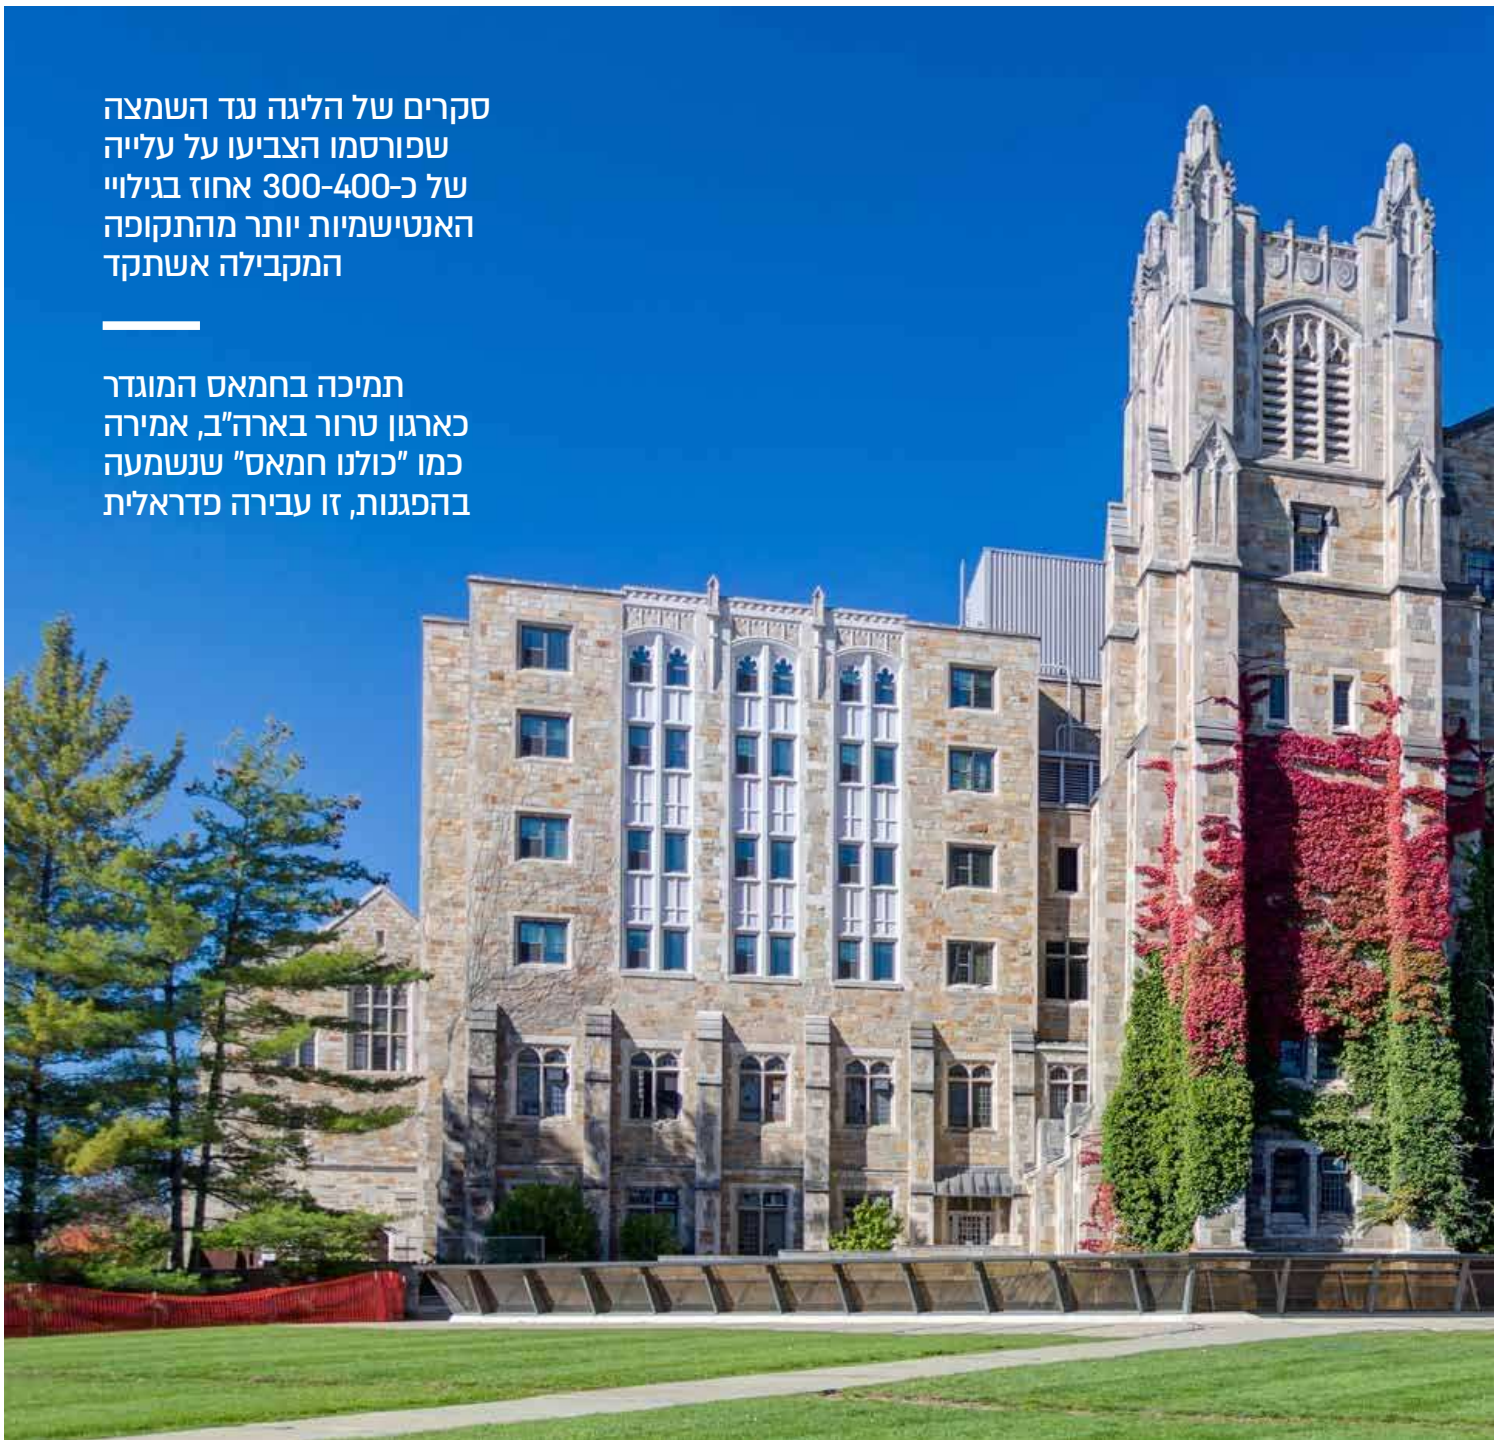 סקרים של הליגה נגד השמצה
שפורסמו הצביעו על עלייה
של כ-300-400 אחוז בגילויי
האנטישמיות יותר מהתקופה
המקבילה אשתקד
תמיכה בחמאס המוגדר
כארגון טרור בארה"ב, אמירה
כמו "כולנו חמאס" שנשמעה
בהפגנות, זו עבירה פדראלית